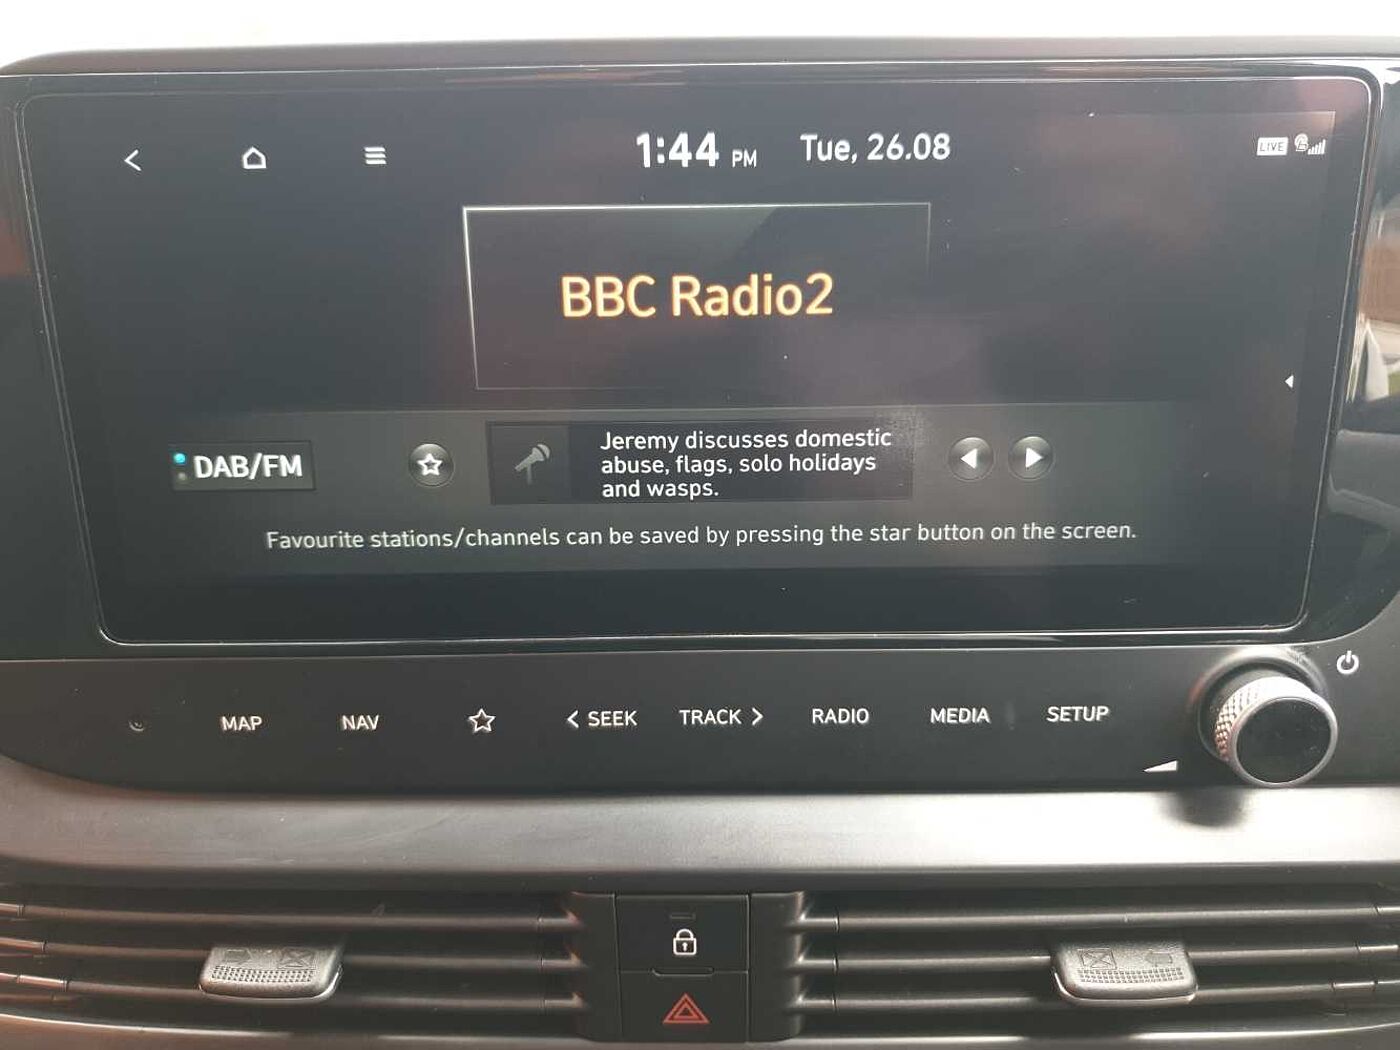 1:44 PM Tue, 26.08
LIVE
BBC Radio2
DAB/FM
Jeremy discusses domestic
abuse, flags, solo holidays
and wasps.
Favourite stations/channels can be saved by pressing the star button on the screen.
MAP NAV < SEEK TRACK > RADIO MEDIA SETUP